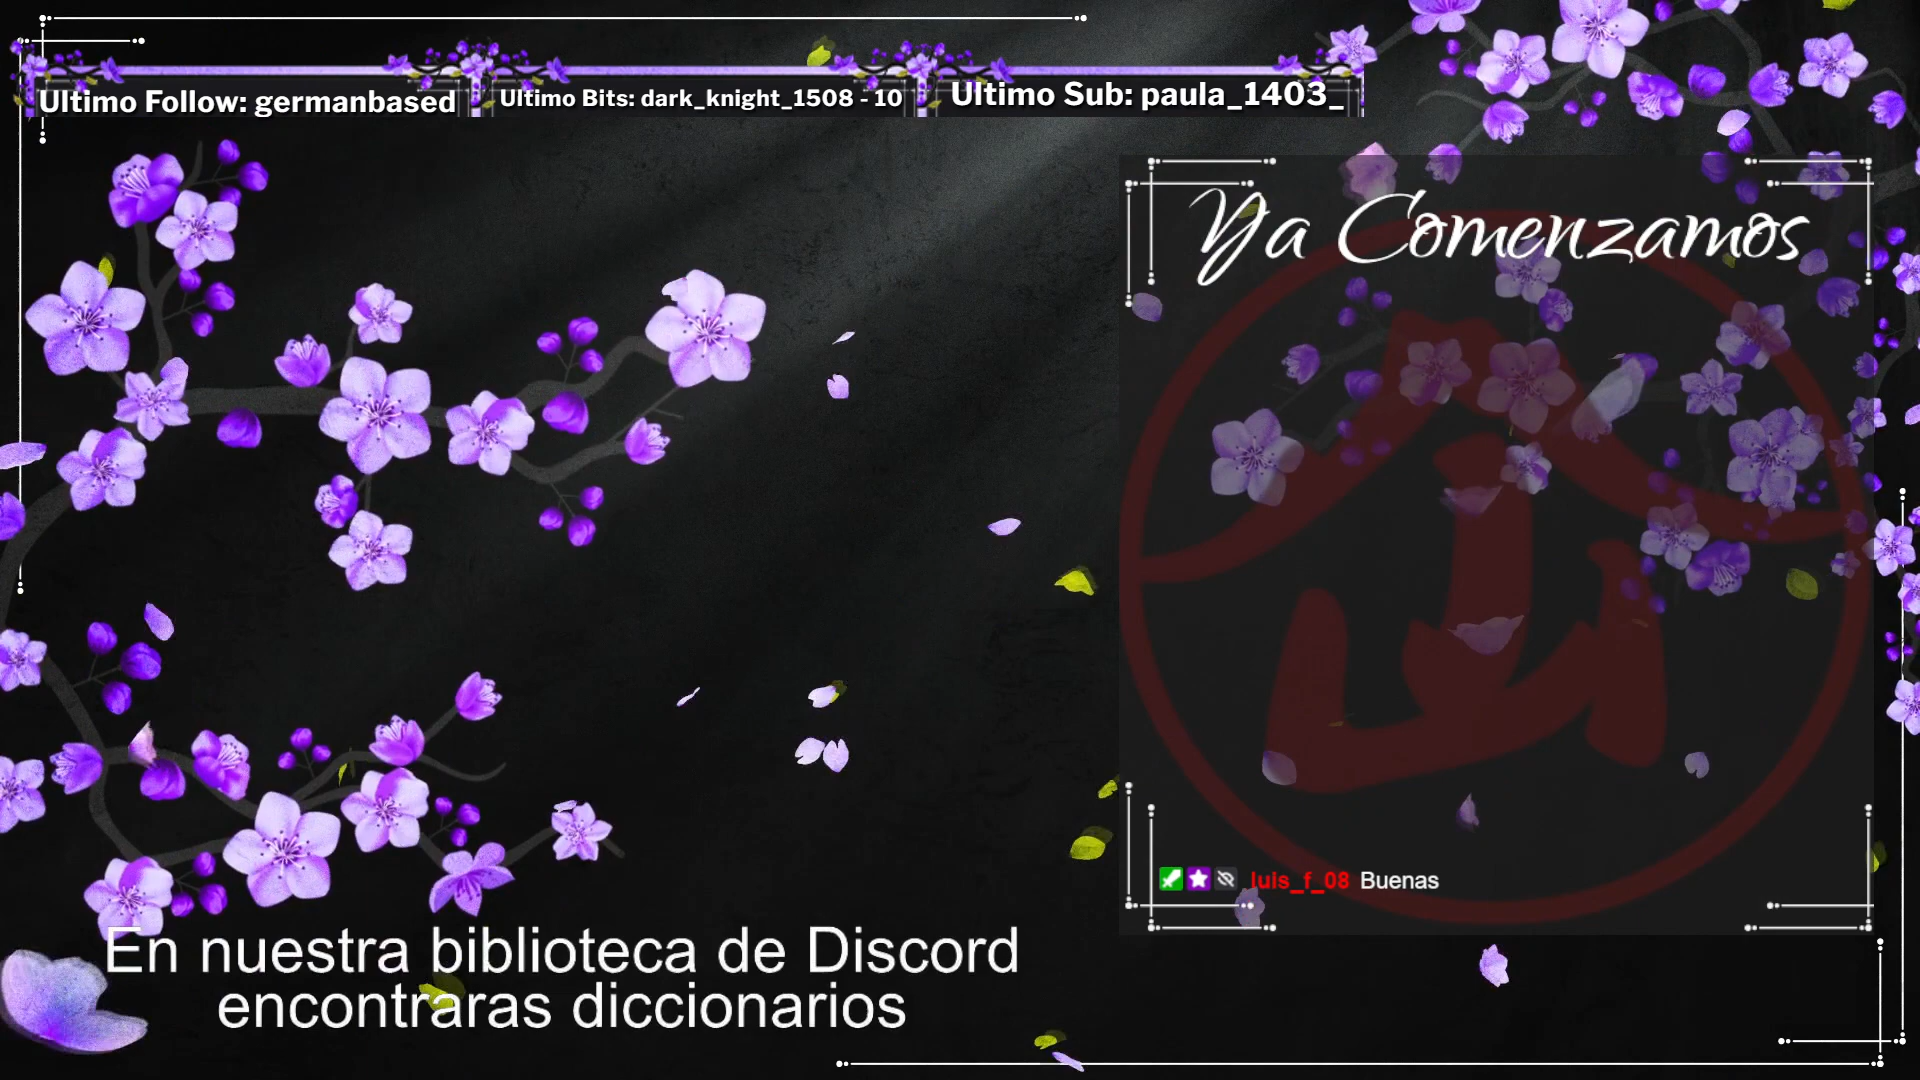 Ultimo Follow: germanbased
Ultimo Bits: dark_knight_1508 - 10
Ultimo Sub: paula_1403_
Ya Comenzamos
luis_f_08 Buenas
En nuestra biblioteca de Discord
encontraras diccionarios